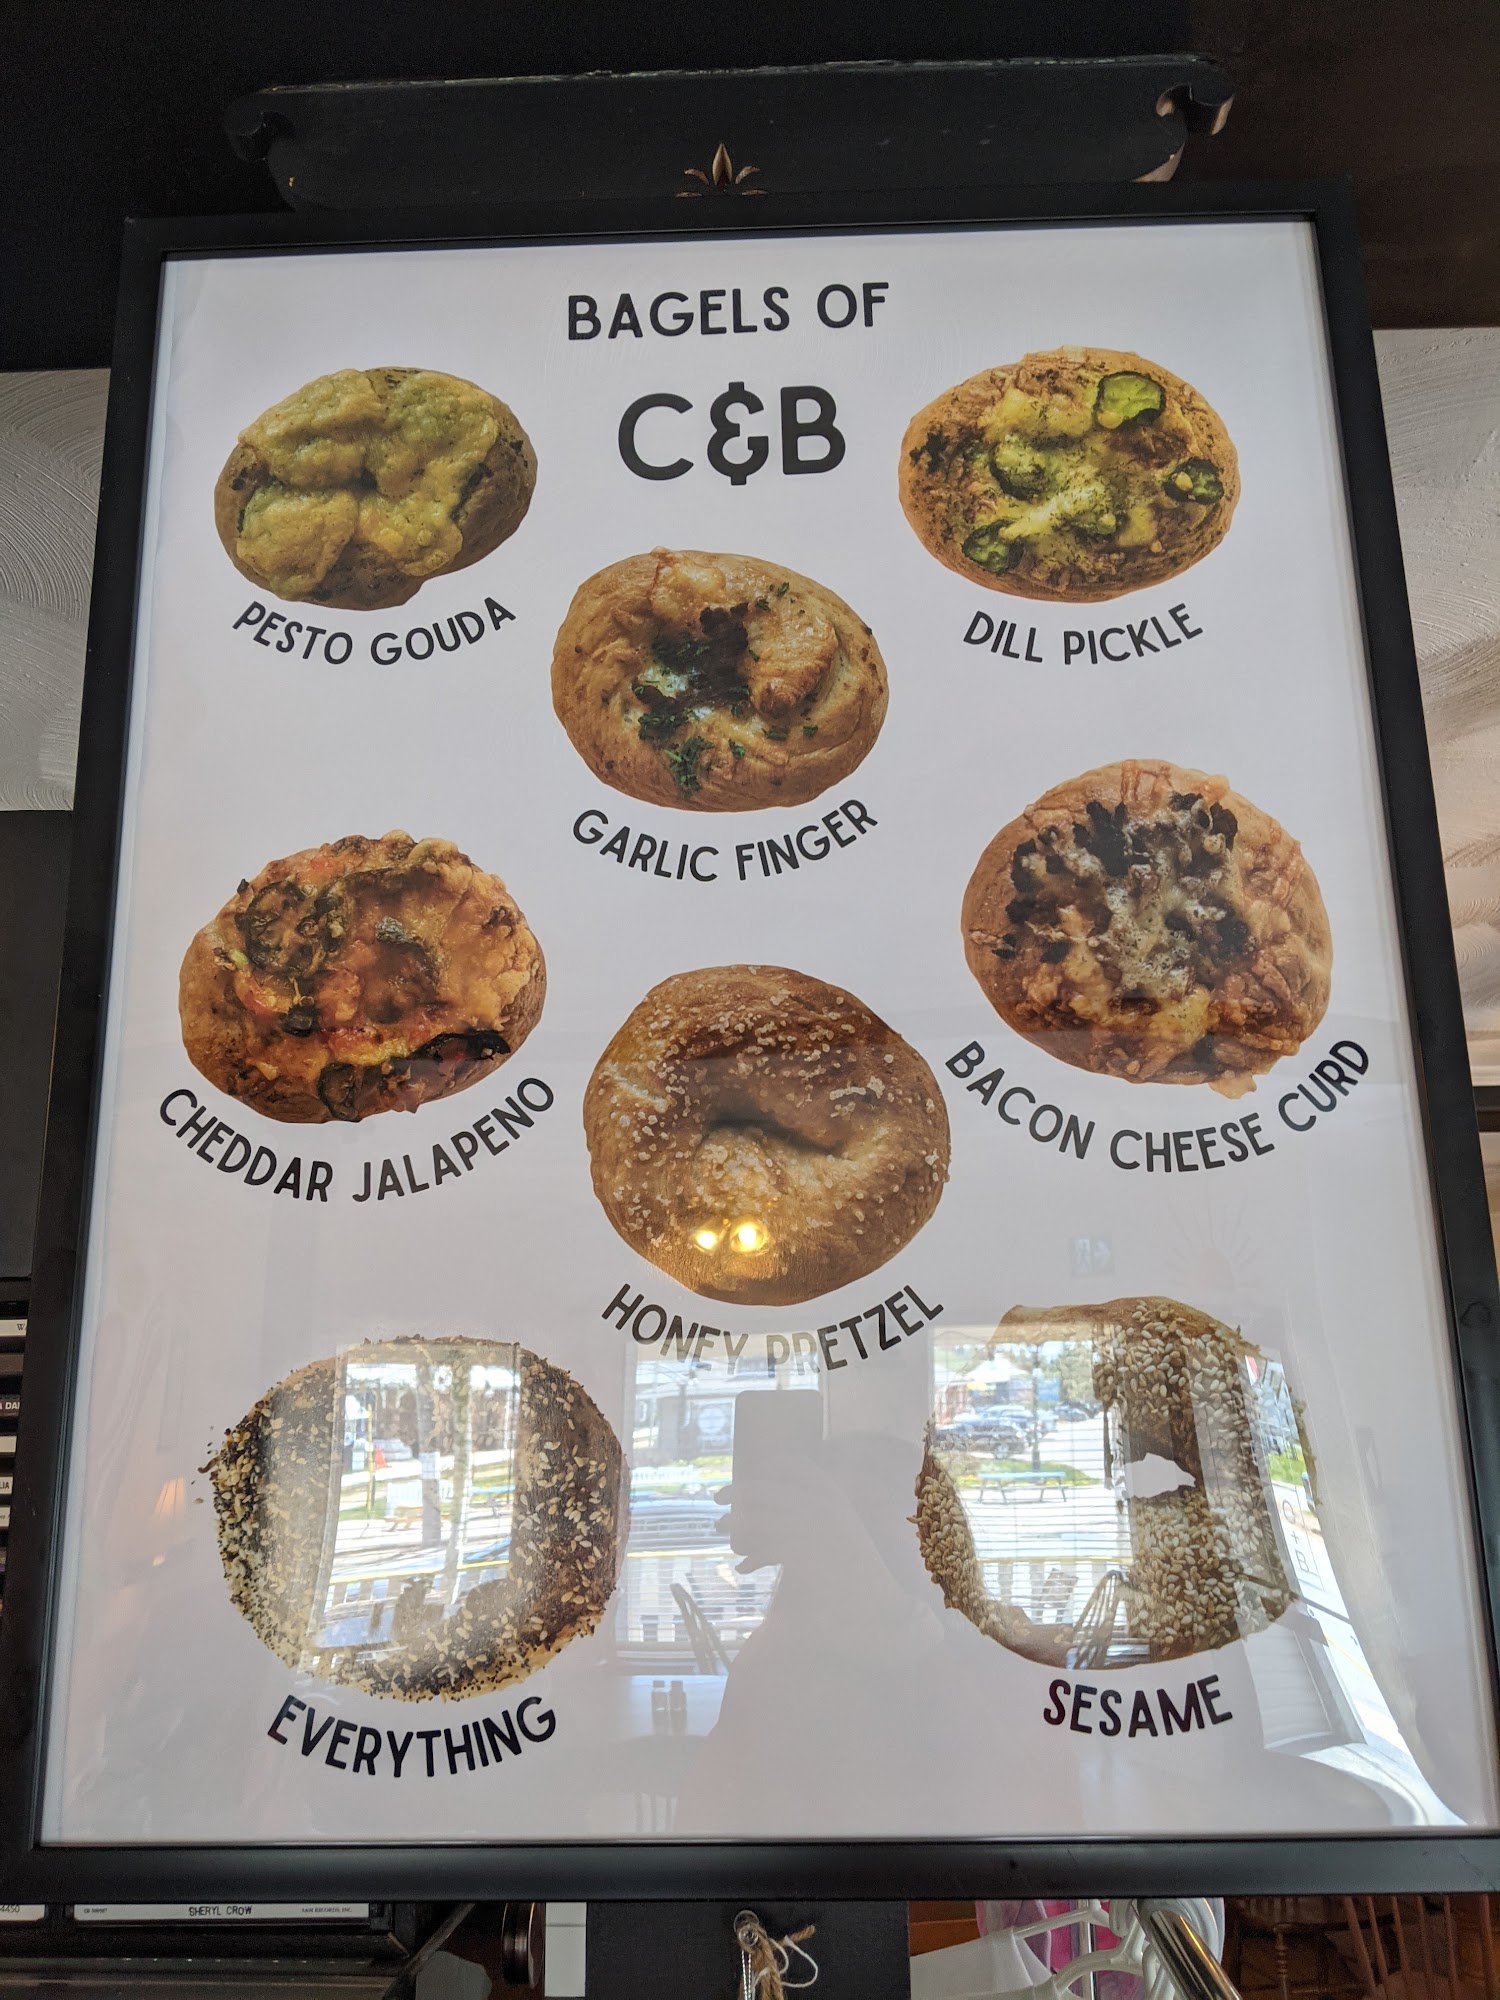 BAGELS OF
C&B
PESTO GOUDA
DILL PICKLE
GARLIC FINGER
CHEDDAR JALAPENO
BACON CHEESE CURD
HONEY PRETZEL
EVERYTHING
SESAME
SHERYL CROW